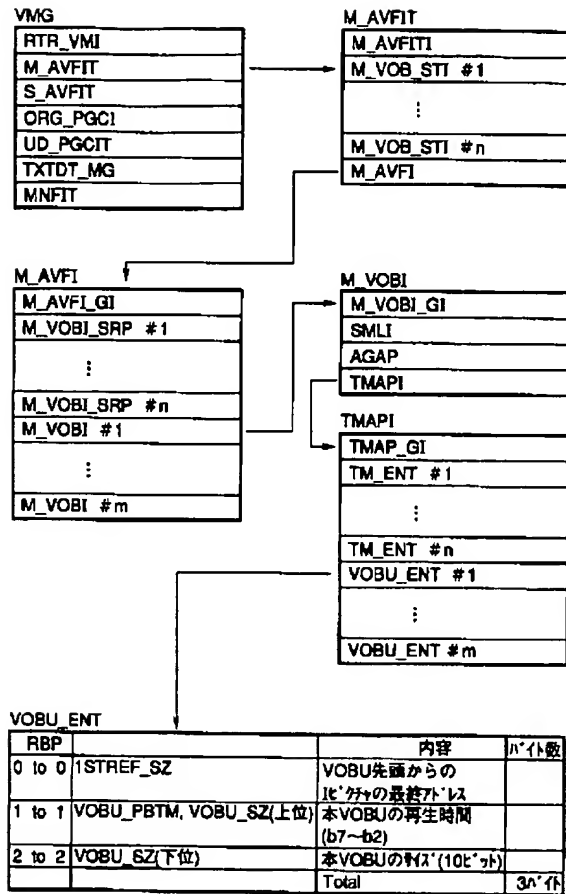 VMG
RTR_VMI
M_AVFIT
S_AVFIT
ORG_PGCI
UD_PGCIT
TXTDT_MG
MNFIT
M_AVFIT
M_AVFITI
M_VOB_STI #1
⋮
M_VOB_STI #n
M_AVFI
M_AVFI
M_AVFI_GI
M_VOBI_SRP #1
⋮
M_VOBI_SRP #n
M_VOBI #1
⋮
M_VOBI #m
M_VOBI
M_VOBI_GI
SMLI
AGAP
TMAPI
TMAPI
TMAP_GI
TM_ENT #1
⋮
TM_ENT #n
VOBU_ENT #1
⋮
VOBU_ENT #m
VOBU_ENT
RBP 内容 バイト数
0 to 0 1STREF_SZ VOBU先頭からの
Iピクチャの最終アドレス
1 to 1 VOBU_PBTM, VOBU_SZ(上位) 本VOBUの再生時間
(b7〜b2)
2 to 2 VOBU_SZ(下位) 本VOBUのサイズ(10ビット)
Total 3バイト